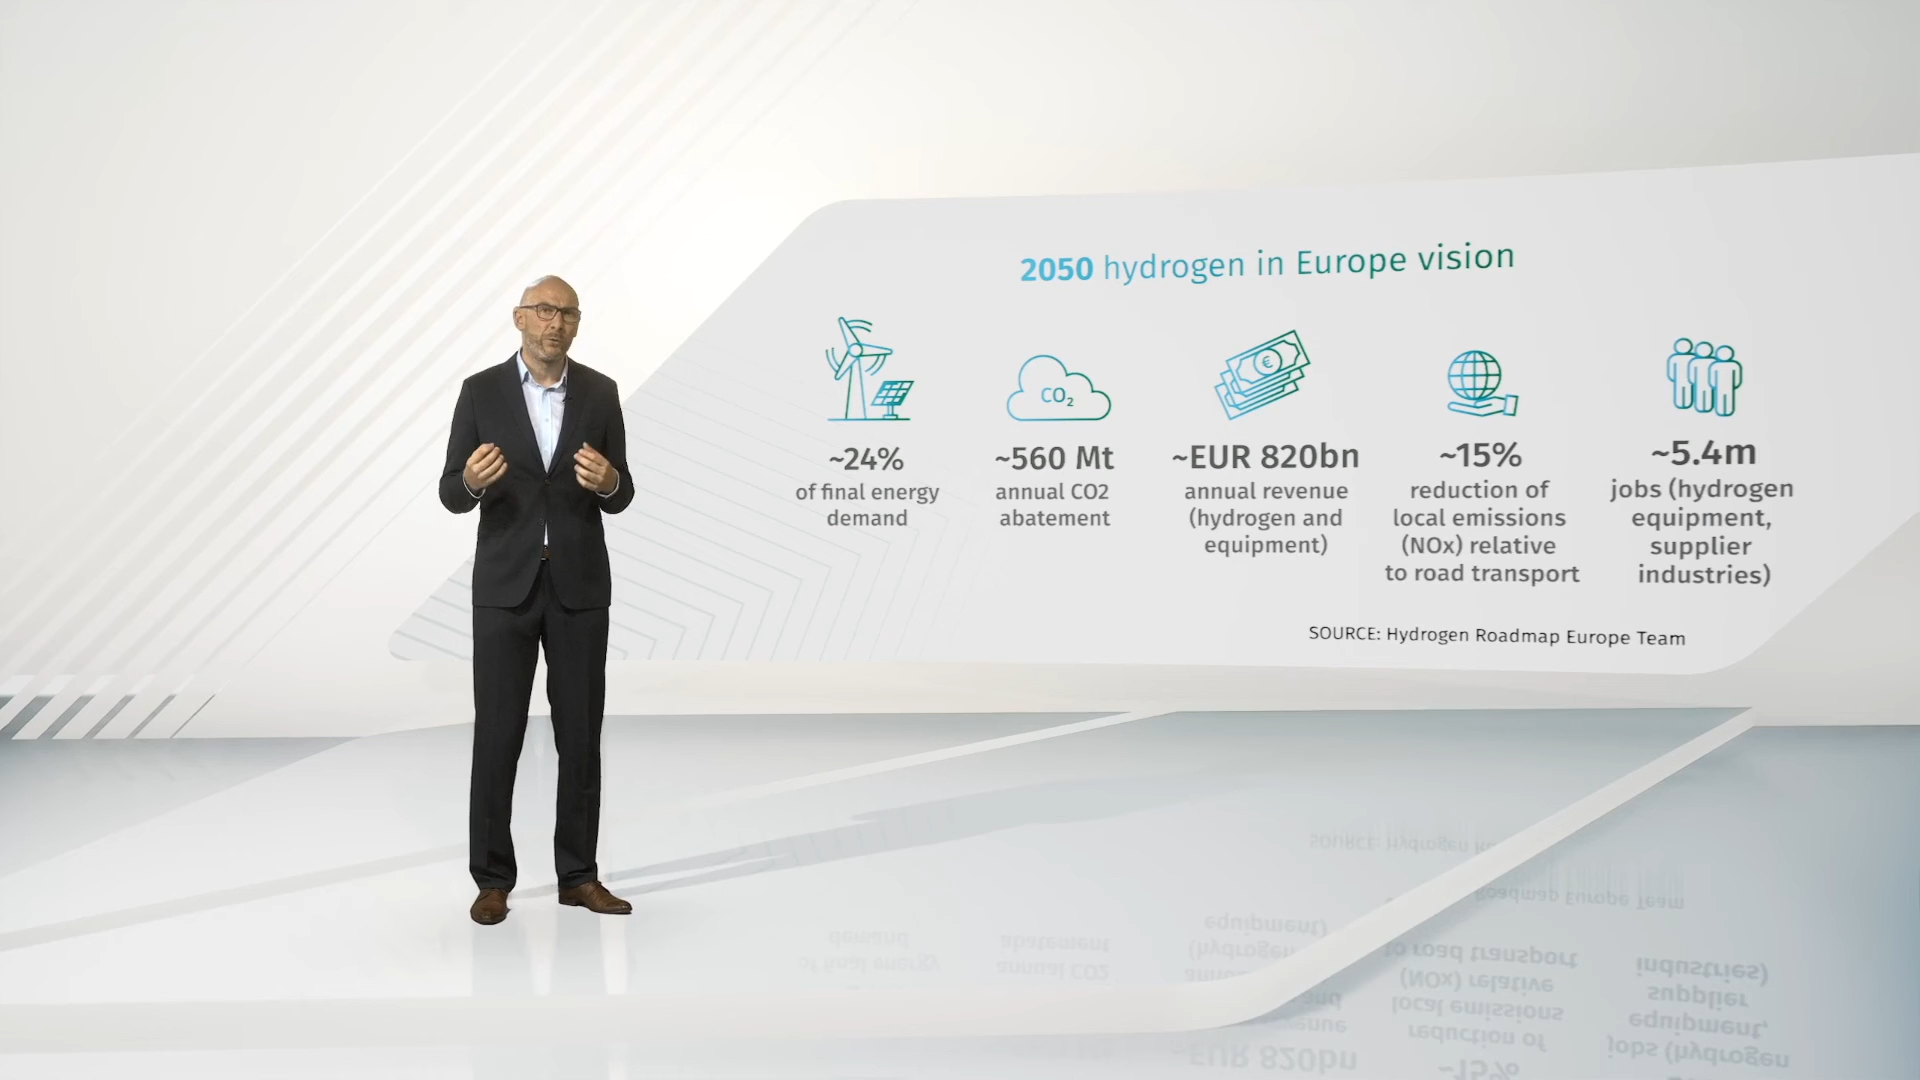 2050 hydrogen in Europe vision
CO₂
€
~24%
of final energy
demand
~560 Mt
annual CO2
abatement
~EUR 820bn
annual revenue
(hydrogen and
equipment)
~15%
reduction of
local emissions
(NOx) relative
to road transport
~5.4m
jobs (hydrogen
equipment,
supplier
industries)
SOURCE: Hydrogen Roadmap Europe Team